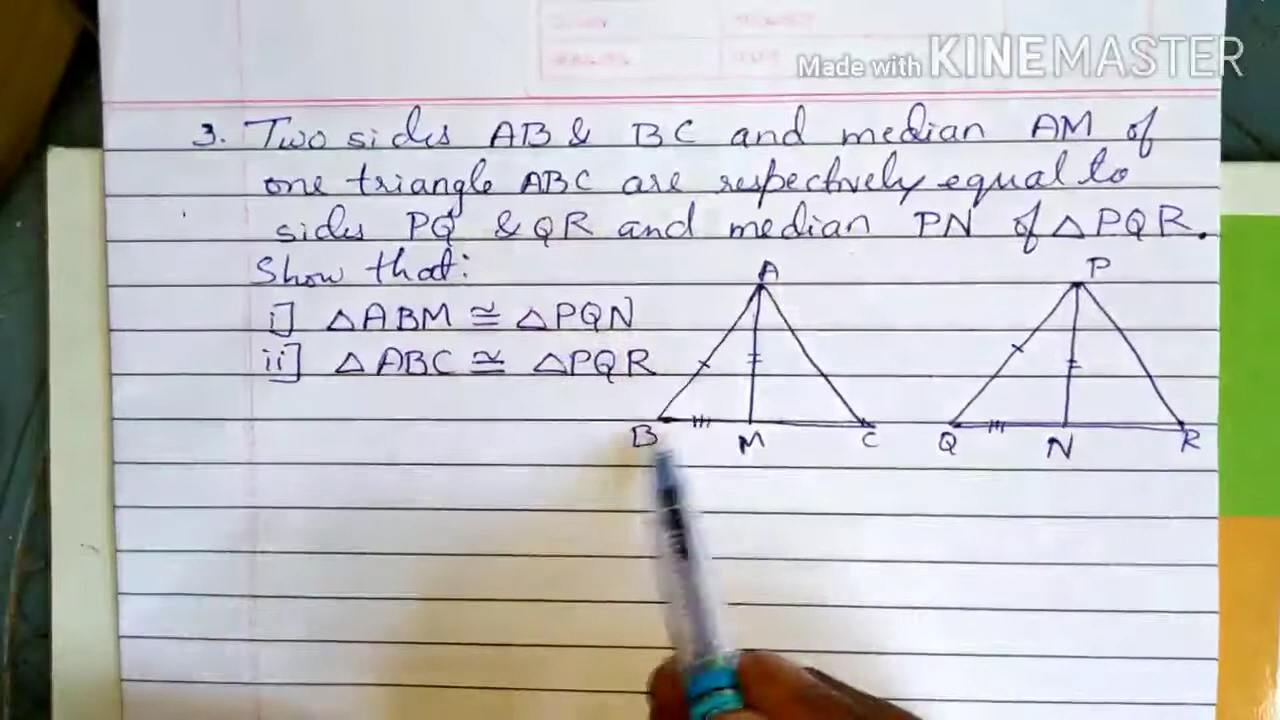 Made with KINEMASTER
3. Two sides AB & BC and median AM of
one triangle ABC are respectively equal to
sides PQ & QR and median PN of △PQR.
Show that:
i] △ABM ≅ △PQN
ii] △ABC ≅ △PQR
A
P
B
M
C
Q
N
R